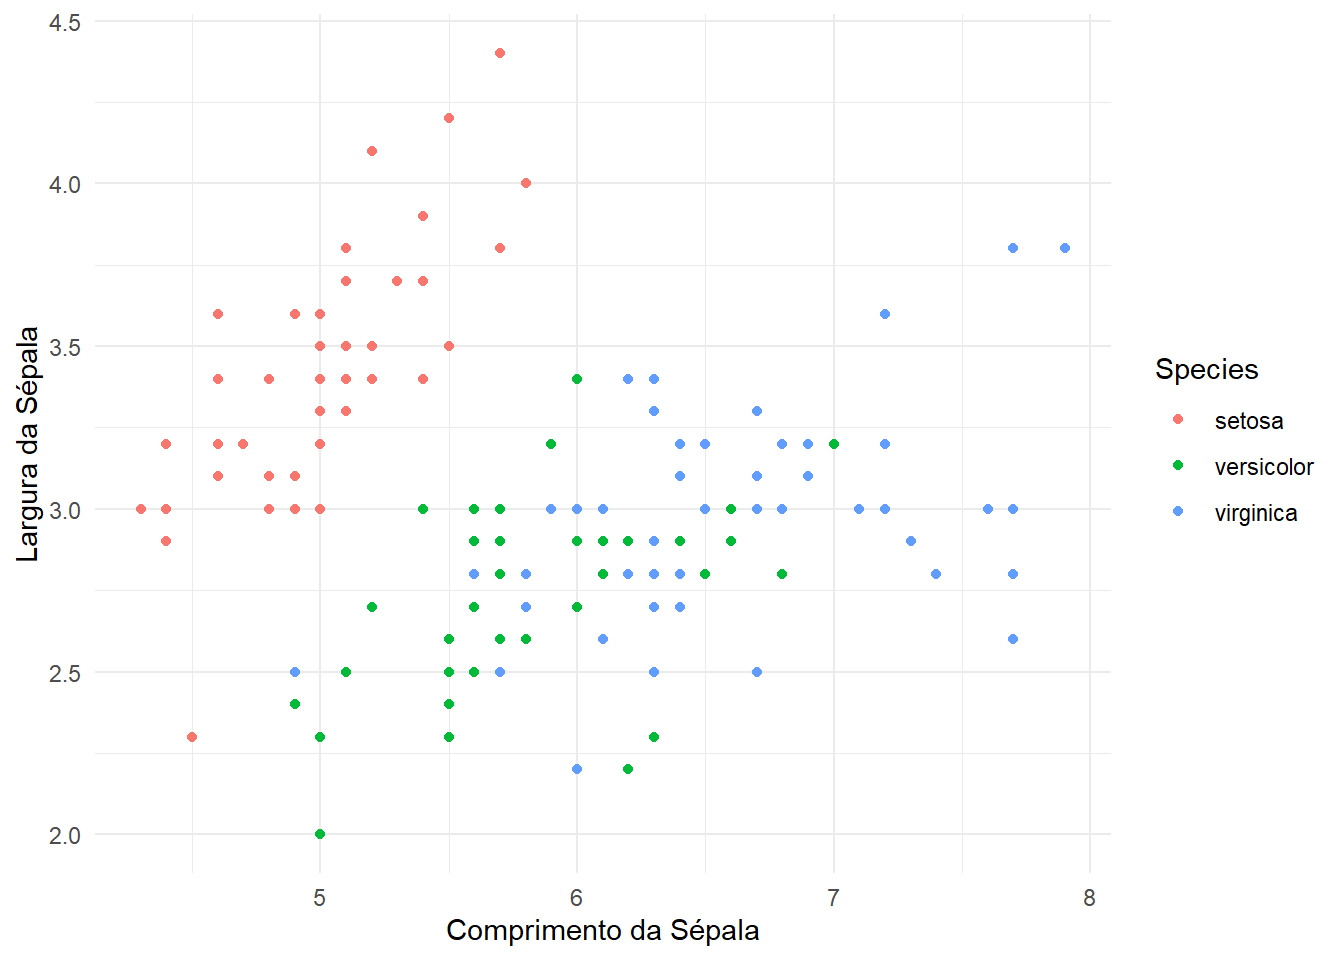 4.5
4.0
3.5
3.0
2.5
2.0
Largura da Sépala
5
6
7
8
Comprimento da Sépala
Species
setosa
versicolor
virginica